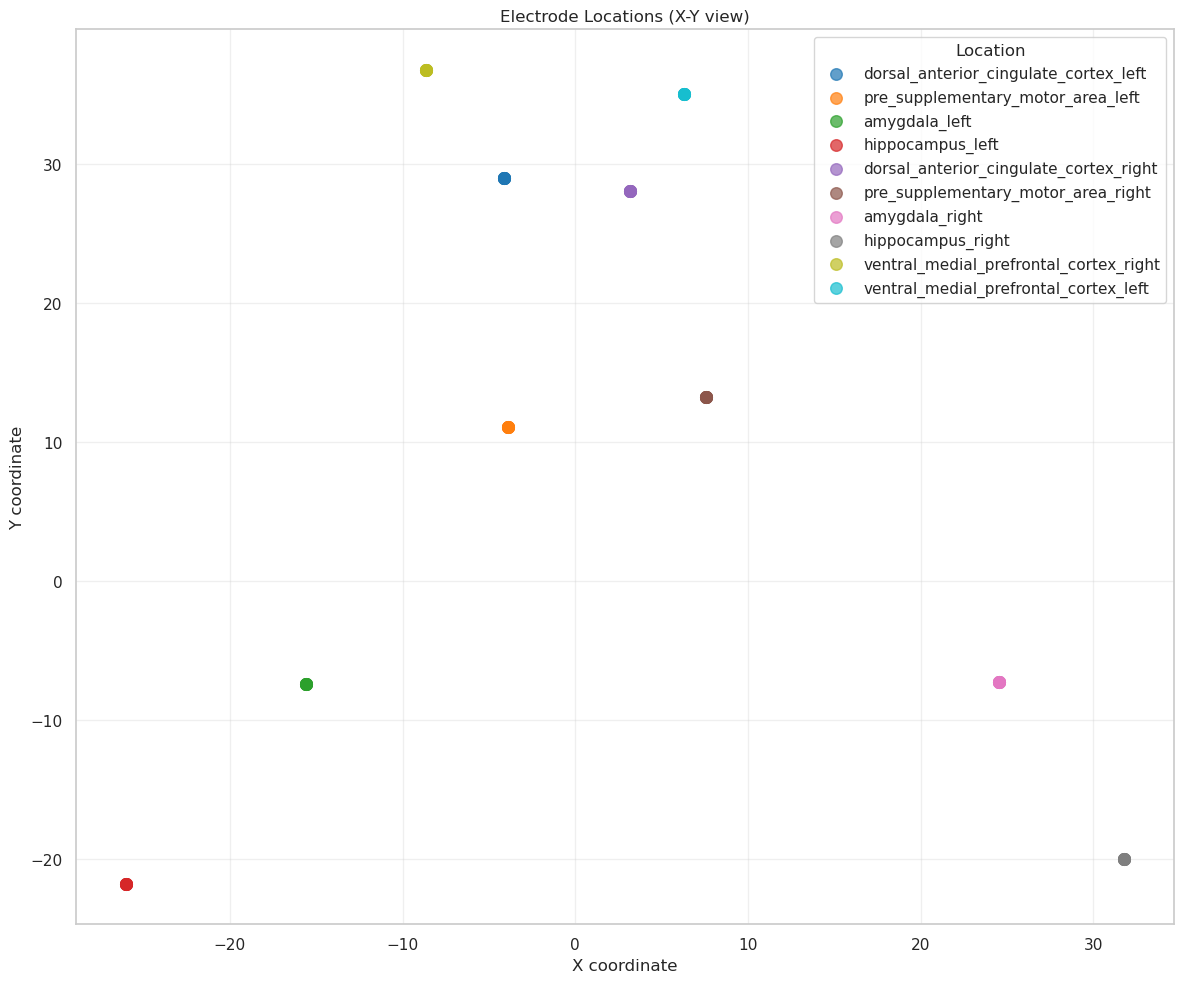 Electrode Locations (X-Y view)
Location
dorsal_anterior_cingulate_cortex_left
pre_supplementary_motor_area_left
amygdala_left
hippocampus_left
dorsal_anterior_cingulate_cortex_right
pre_supplementary_motor_area_right
amygdala_right
hippocampus_right
ventral_medial_prefrontal_cortex_right
ventral_medial_prefrontal_cortex_left
Y coordinate
30
20
10
0
−10
−20
−20
−10
0
10
20
30
X coordinate